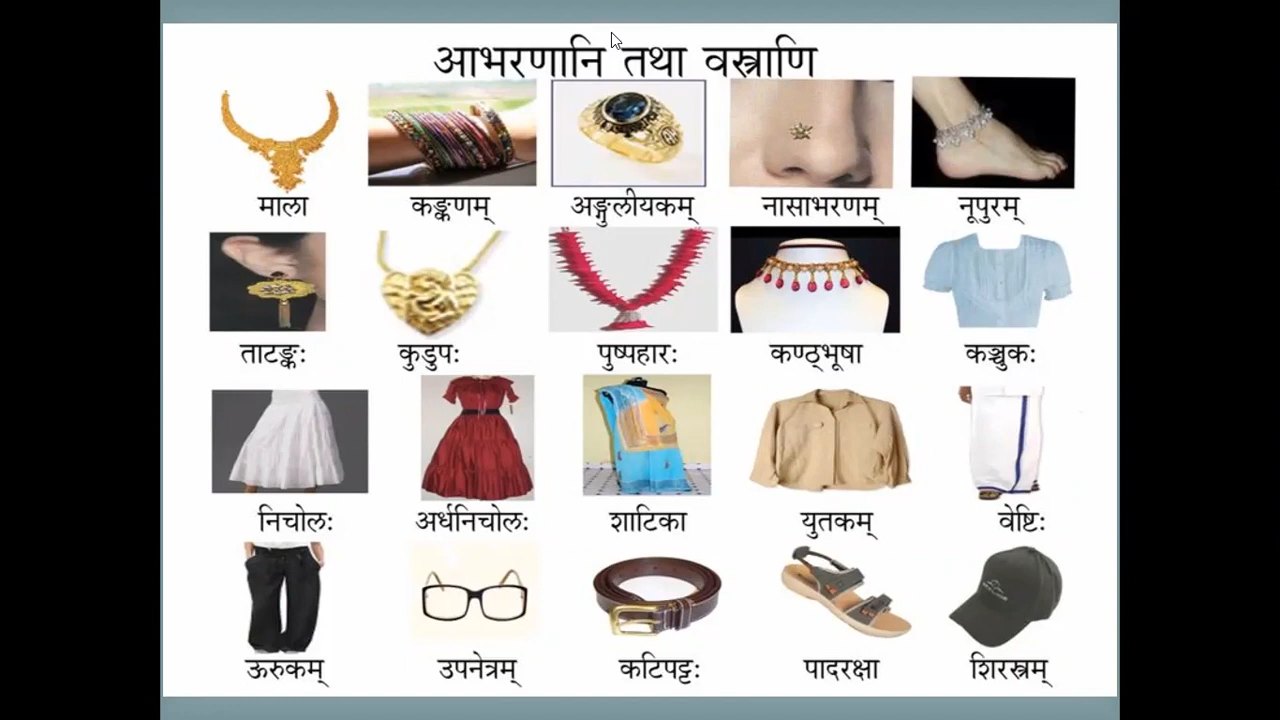 आभरणानि तथा वस्त्राणि
माला कङ्कणम् अङ्गुलीयकम् नासाभरणम् नूपुरम्
ताटङ्कः कुडुपः पुष्पहारः कण्ठ्भूषा कञ्चुकः
निचोलः अर्धनिचोलः शाटिका युतकम् वेष्टिः
ऊरुकम् उपनेत्रम् कटिपट्टः पादरक्षा शिरस्त्रम्